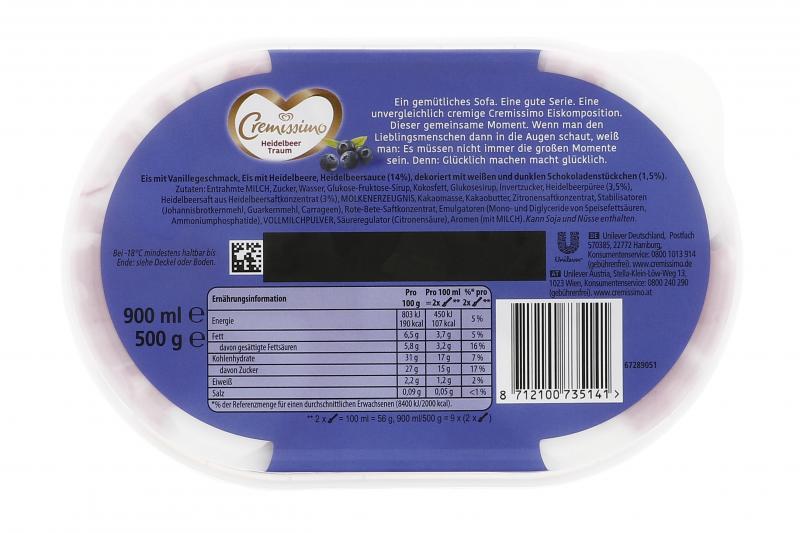 Cremissimo
Heidelbeer
Traum
Ein gemütliches Sofa. Eine gute Serie. Eine
unvergleichlich cremige Cremissimo Eiskomposition.
Dieser gemeinsame Moment. Wenn man den
Lieblingsmenschen dann in die Augen schaut, weiß
man: Es müssen nicht immer die großen Momente
sein. Denn: Glücklich machen macht glücklich.
Eis mit Vanillegeschmack, Eis mit Heidelbeere, Heidelbeersauce (14%), dekoriert mit weißen und dunklen Schokoladenstückchen (1,5%).
Zutaten: Entrahmte MILCH, Zucker, Wasser, Glukose-Fruktose-Sirup, Kokosfett, Glukosesirup, Invertzucker, Heidelbeerpüree (3,5%),
Heidelbeersaft aus Heidelbeersaftkonzentrat (3%), MOLKENERZEUGNIS, Kakaomasse, Kakaobutter, Zitronensaftkonzentrat, Stabilisatoren
(Johannisbrotkernmehl, Guarkernmehl, Carrageen), Rote-Bete-Saftkonzentrat, Emulgatoren (Mono- und Diglyceride von Speisefettsäuren,
Ammoniumphosphatide), VOLLMILCHPULVER, Säureregulator (Citronensäure), Aromen (mit MILCH). Kann Soja und Nüsse enthalten.
Bei -18°C mindestens haltbar bis
Ende: siehe Deckel oder Boden.
Unilever
DE Unilever Deutschland, Postfach
570385, 22772 Hamburg,
Konsumentenservice: 0800 1013 914
(gebührenfrei). www.cremissimo.de
AT Unilever Austria, Stella-Klein-Löw-Weg 13,
1023 Wien, Konsumentenservice: 0800 240 290
(gebührenfrei). www.cremissimo.at
900 ml ℮
500 g ℮
Ernährungsinformation Pro 100 g Pro 100 ml = 2x ** %* pro 2x **
Energie 803 kJ 190 kcal 450 kJ 107 kcal 5 %
Fett 6,5 g 3,7 g 5 %
davon gesättigte Fettsäuren 5,8 g 3,2 g 16 %
Kohlenhydrate 31 g 17 g 7 %
davon Zucker 27 g 15 g 17 %
Eiweiß 2,2 g 1,2 g 2 %
Salz 0,09 g 0,05 g <1 %
*% der Referenzmenge für einen durchschnittlichen Erwachsenen (8400 kJ/2000 kcal).
** 2 x = 100 ml = 56 g, 900 ml/500 g = 9 x (2 x )
67289051
8 712100 735141 >